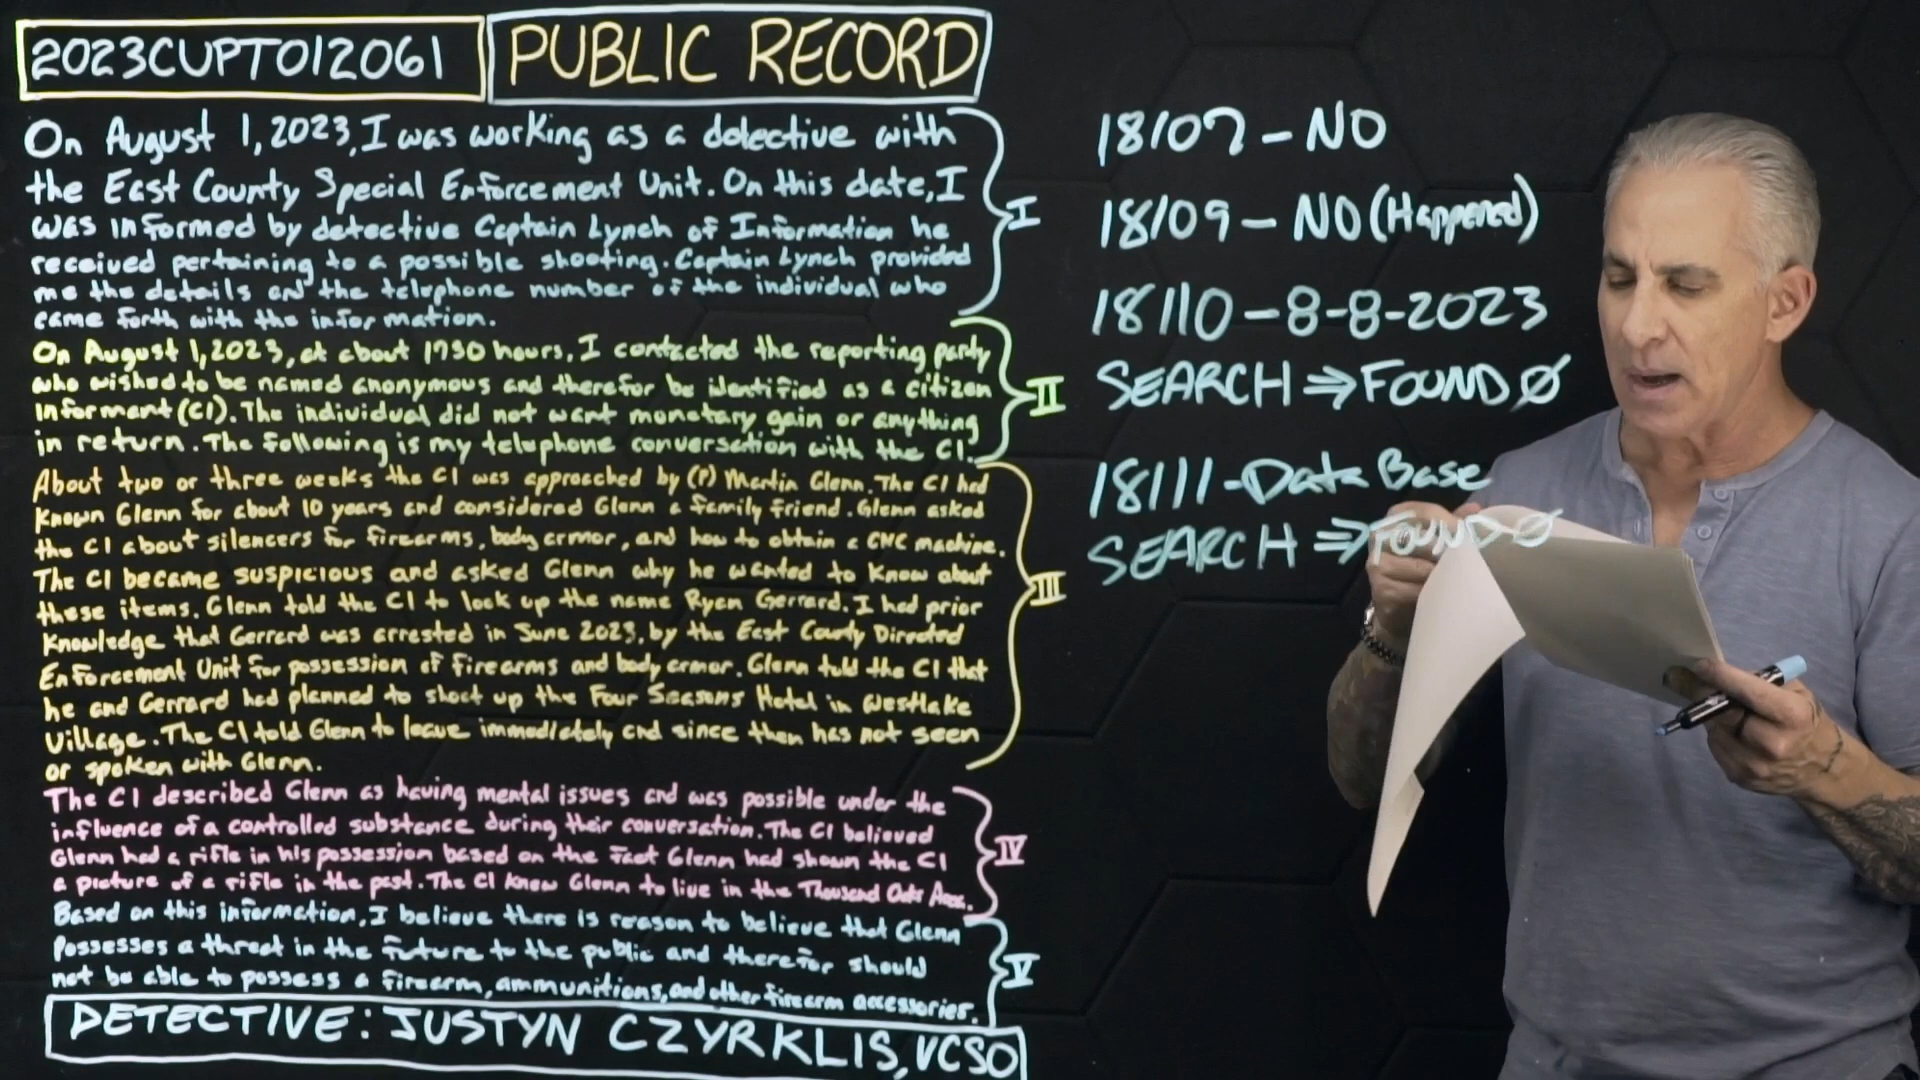 2023CUPT012061
PUBLIC RECORD
On August 1, 2023, I was working as a detective with
the East County Special Enforcement Unit. On this date, I
was informed by detective Captain Lynch of Information he
received pertaining to a possible shooting. Captain Lynch provided
me the details and the telephone number of the individual who
came forth with the information.
I
On August 1, 2023, at about 1730 hours, I contacted the reporting party
who wished to be named anonymous and therefor be identified as a citizen
Informant (CI). The individual did not want monetary gain or anything
in return. The following is my telephone conversation with the CI.
II
About two or three weeks the CI was approached by (P) Martin Glenn. The CI had
Known Glenn for about 10 years and considered Glenn a family friend. Glenn asked
the CI about silencers for firearms, body armor, and how to obtain a CNC machine.
The CI became suspicious and asked Glenn why he wanted to know about
these items. Glenn told the CI to look up the name Ryan Gerrard. I had prior
Knowledge that Gerrard was arrested in June 2023, by the East County Directed
Enforcement Unit for possession of firearms and body armor. Glenn told the CI that
he and Gerrard had planned to shoot up the Four Seasons Hotel in Westlake
Village. The CI told Glenn to leave immediately and since then has not seen
or spoken with Glenn.
III
The CI described Glenn as having mental issues and was possible under the
influence of a controlled substance during their conversation. The CI believed
Glenn had a rifle in his possession based on the fact Glenn had shown the CI
a picture of a rifle in the past. The CI knew Glenn to live in the Thousand Oaks Area.
IV
Based on this information, I believe there is reason to believe that Glenn
Possesses a threat in the future to the public and therefor should
not be able to possess a firearm, ammunitions, and other firearm accessories.
V
DETECTIVE: JUSTYN CZYRKLIS, VCSO
18107 - NO
18109 - NO (Happened)
18110 - 8-8-2023
SEARCH ⇒ FOUND Ø
18111 - Data Base
SEARCH ⇒ FOUND Ø